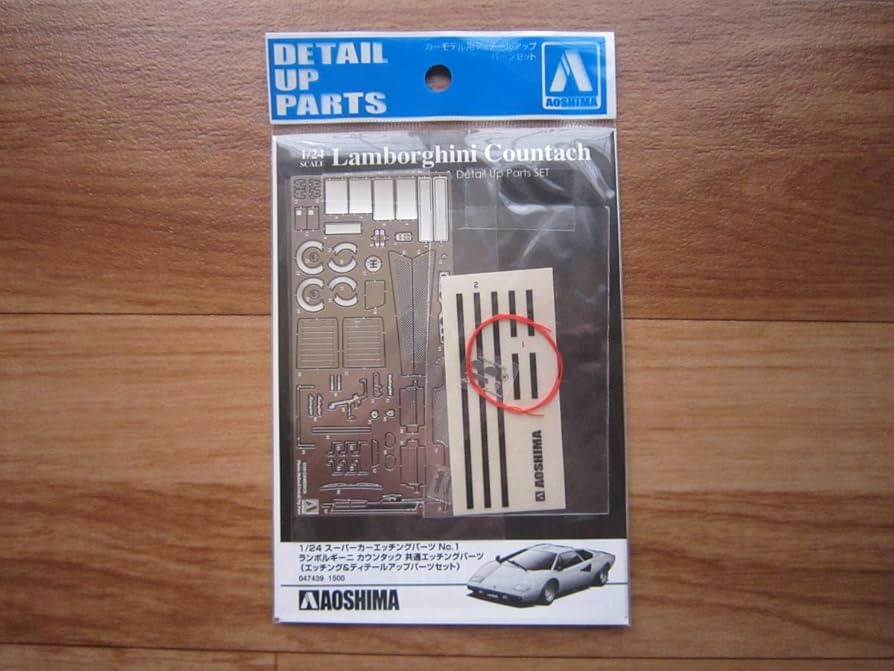 DETAIL
UP
PARTS
カーモデル用ディテールアップ
パーツセット
AOSHIMA
1/24
SCALE
Lamborghini Countach
Detail Up Parts SET
2
1
AOSHIMA
1/24 スーパーカーエッチングパーツ No.1
ランボルギーニ カウンタック 共通エッチングパーツ
(エッチング&ディテールアップパーツセット)
047439 1500
AOSHIMA